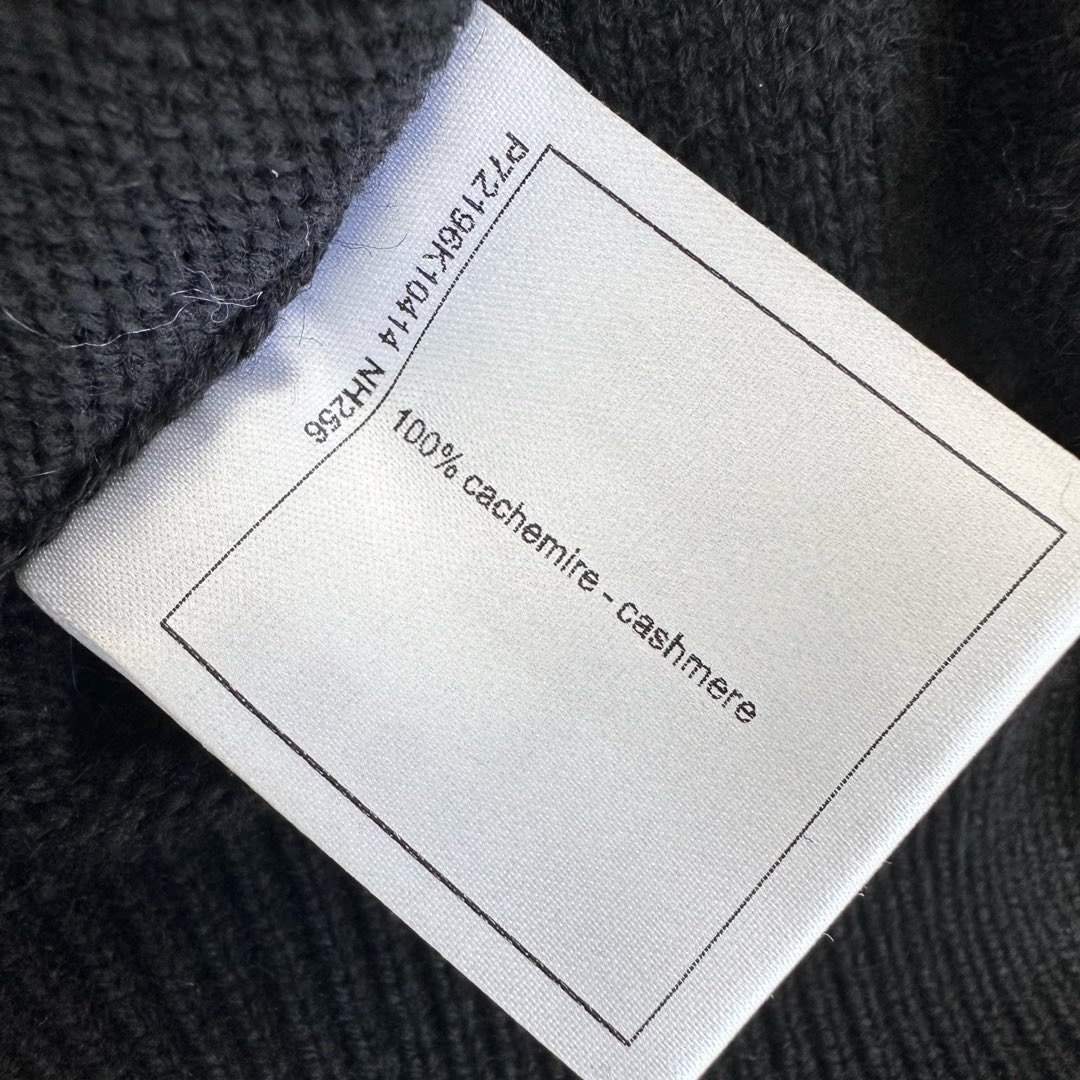 P72196K10414 NH256
100% cachemire - cashmere